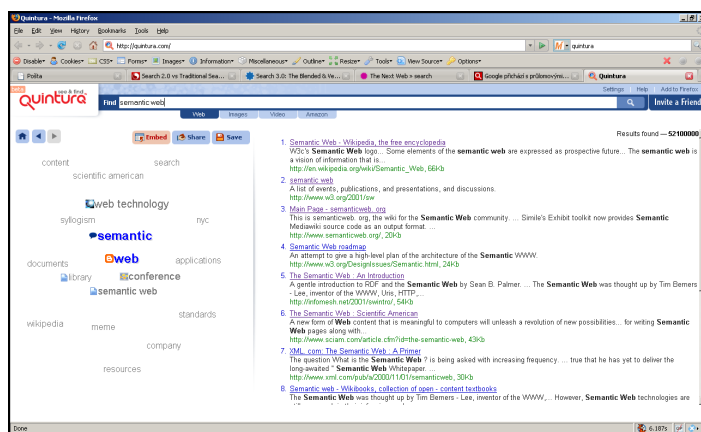 Quintura - Mozilla Firefox
File Edit View History Bookmarks Tools Help
http://quintura.com/
quintura
Disable Cookies CSS Forms Images Information Miscellaneous Outline Resize Tools View Source Options
Pošta Search 2.0 vs Traditional Sea... Search 3.0: The Blended & Ve... The Next Web » search Google přichází s průlomovými... Quintura
Settings Help Add to Firefox
see & find
Quintura Find semantic web Invite a Friend
Web Images Video Amazon
Embed Share Save
Results found — 52100000
content search
scientific american
web technology
syllogism nyc
semantic
web
documents applications
library conference
semantic web
standards
wikipedia meme
company
resources
1. Semantic Web - Wikipedia, the free encyclopedia
W3c's Semantic Web logo... Some elements of the semantic web are expressed as prospective future... The semantic web is
a vision of information that is...
http://en.wikipedia.org/wiki/Semantic_Web, 66Kb
2. semantic web
A list of events, publications, and presentations, and discussions.
http://www.w3.org/2001/sw
3. Main Page - semanticweb. org
This is semanticweb. org, the wiki for the Semantic Web community. ... Simile's Exhibit toolkit now provides Semantic
Mediawiki source code as an output format. ...
http://www.semanticweb.org/, 20Kb
4. Semantic Web roadmap
An attempt to give a high-level plan of the architecture of the Semantic WWW.
http://www.w3.org/DesignIssues/Semantic.html, 24Kb
5. The Semantic Web : An Introduction
A gentle introduction to RDF and the Semantic Web by Sean B. Palmer. ... The Semantic Web was thought up by Tim Berners
- Lee, inventor of the WWW, Uris, HTTP,...
http://infomesh.net/2001/swintro/, 54Kb
6. The Semantic Web : Scientific American
A new form of Web content that is meaningful to computers will unleash a revolution of new possibilities... for writing Semantic
Web pages along with...
http://www.sciam.com/article.cfm?id=the-semantic-web, 43Kb
7. XML. com: The Semantic Web : A Primer
The question What is the Semantic Web ? is being asked with increasing frequency. ... true that he has yet to deliver the
long-awaited " Semantic Web Whitepaper. ...
http://www.xml.com/pub/a/2000/11/01/semanticweb, 30Kb
8. Semantic web - Wikibooks, collection of open - content textbooks
The Semantic Web was thought up by Tim Berners - Lee, inventor of the WWW,... However, Semantic Web technologies are
Done
6.187s